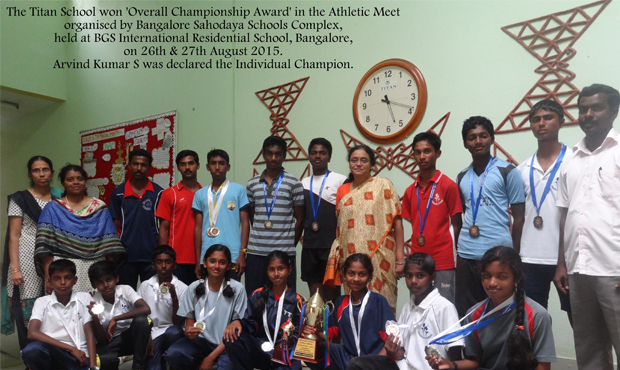 The Titan School won 'Overall Championship Award' in the Athletic Meet
organised by Bangalore Sahodaya Schools Complex,
held at BGS International Residential School, Bangalore,
on 26th & 27th August 2015.
Arvind Kumar S was declared the Individual Champion.
TITAN